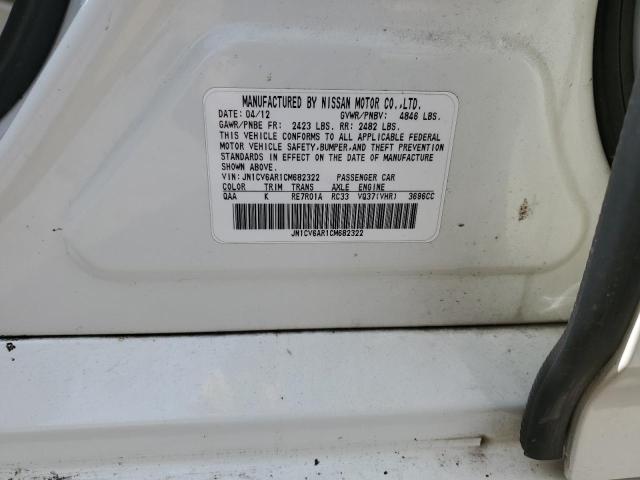 MANUFACTURED BY NISSAN MOTOR CO.,LTD.
DATE: 04/12 GVWR/PNBV: 4846 LBS.
GAWR/PNBE FR: 2423 LBS. RR: 2482 LBS.
THIS VEHICLE CONFORMS TO ALL APPLICABLE FEDERAL
MOTOR VEHICLE SAFETY,BUMPER,AND THEFT PREVENTION
STANDARDS IN EFFECT ON THE DATE OF MANUFACTURE
SHOWN ABOVE.
VIN: JN1CV6AR1CM682322 PASSENGER CAR
COLOR TRIM TRANS AXLE ENGINE
QAA K RE7R01A RC33 VQ37(VHR) 3696CC
JN1CV6AR1CM682322